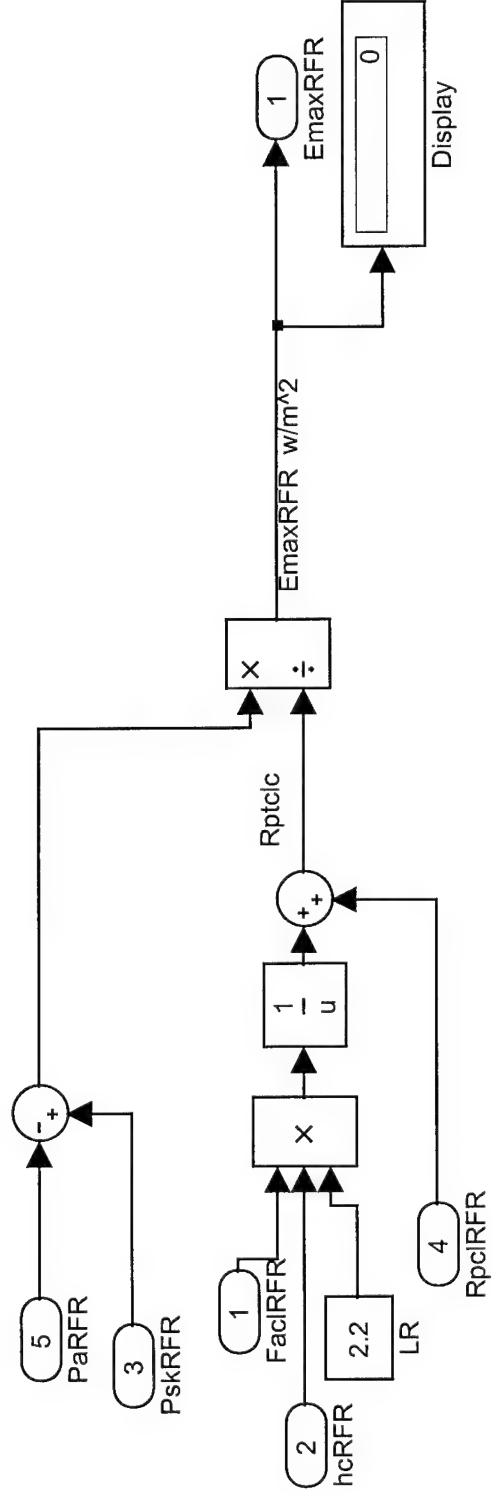 5
PaRFR
3
PskRFR
- +
1
FaclRFR
2
hcRFR
2.2
LR
4
RpclRFR
×
1
u
+ +
Rptclc
×
÷
EmaxRFR w/m^2
1
EmaxRFR
0
Display